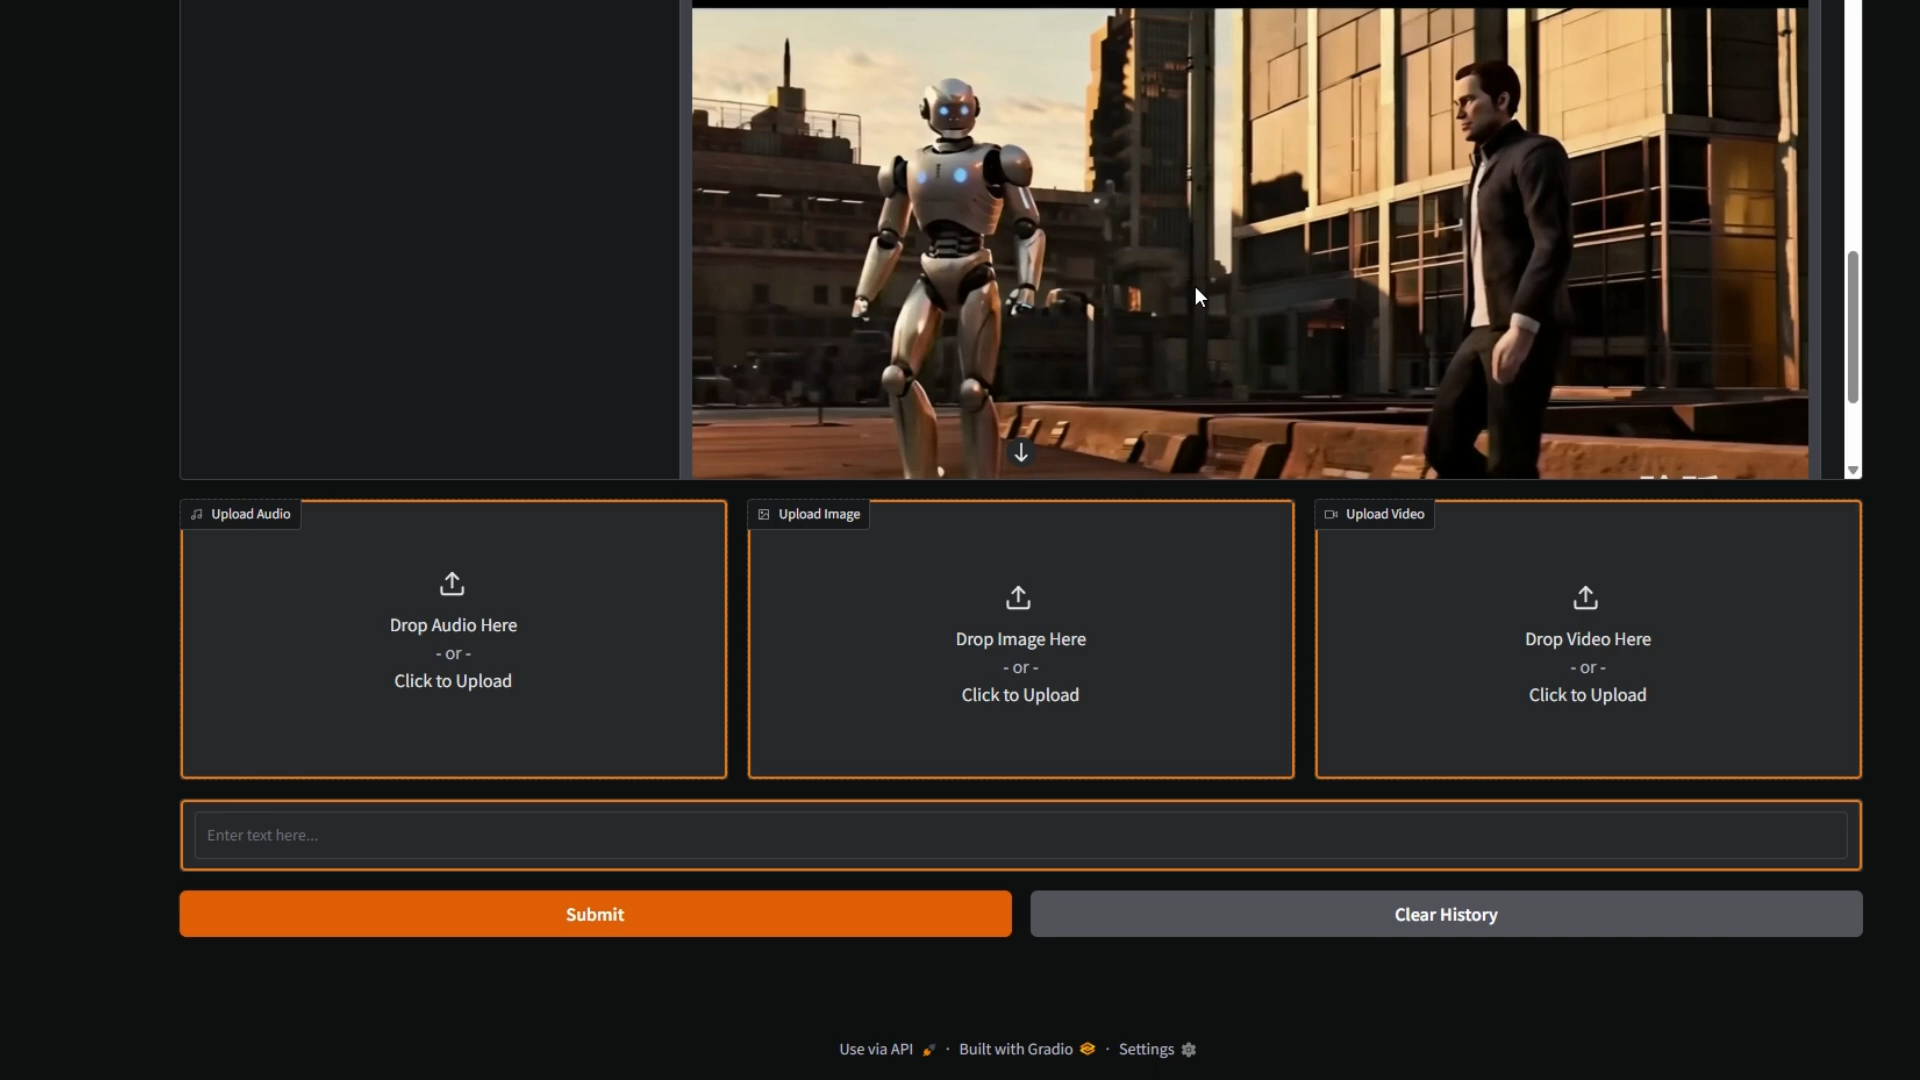 Upload Audio
Upload Image
Upload Video
Drop Audio Here
- or -
Click to Upload
Drop Image Here
- or -
Click to Upload
Drop Video Here
- or -
Click to Upload
Enter text here...
Submit
Clear History
Use via API · Built with Gradio · Settings